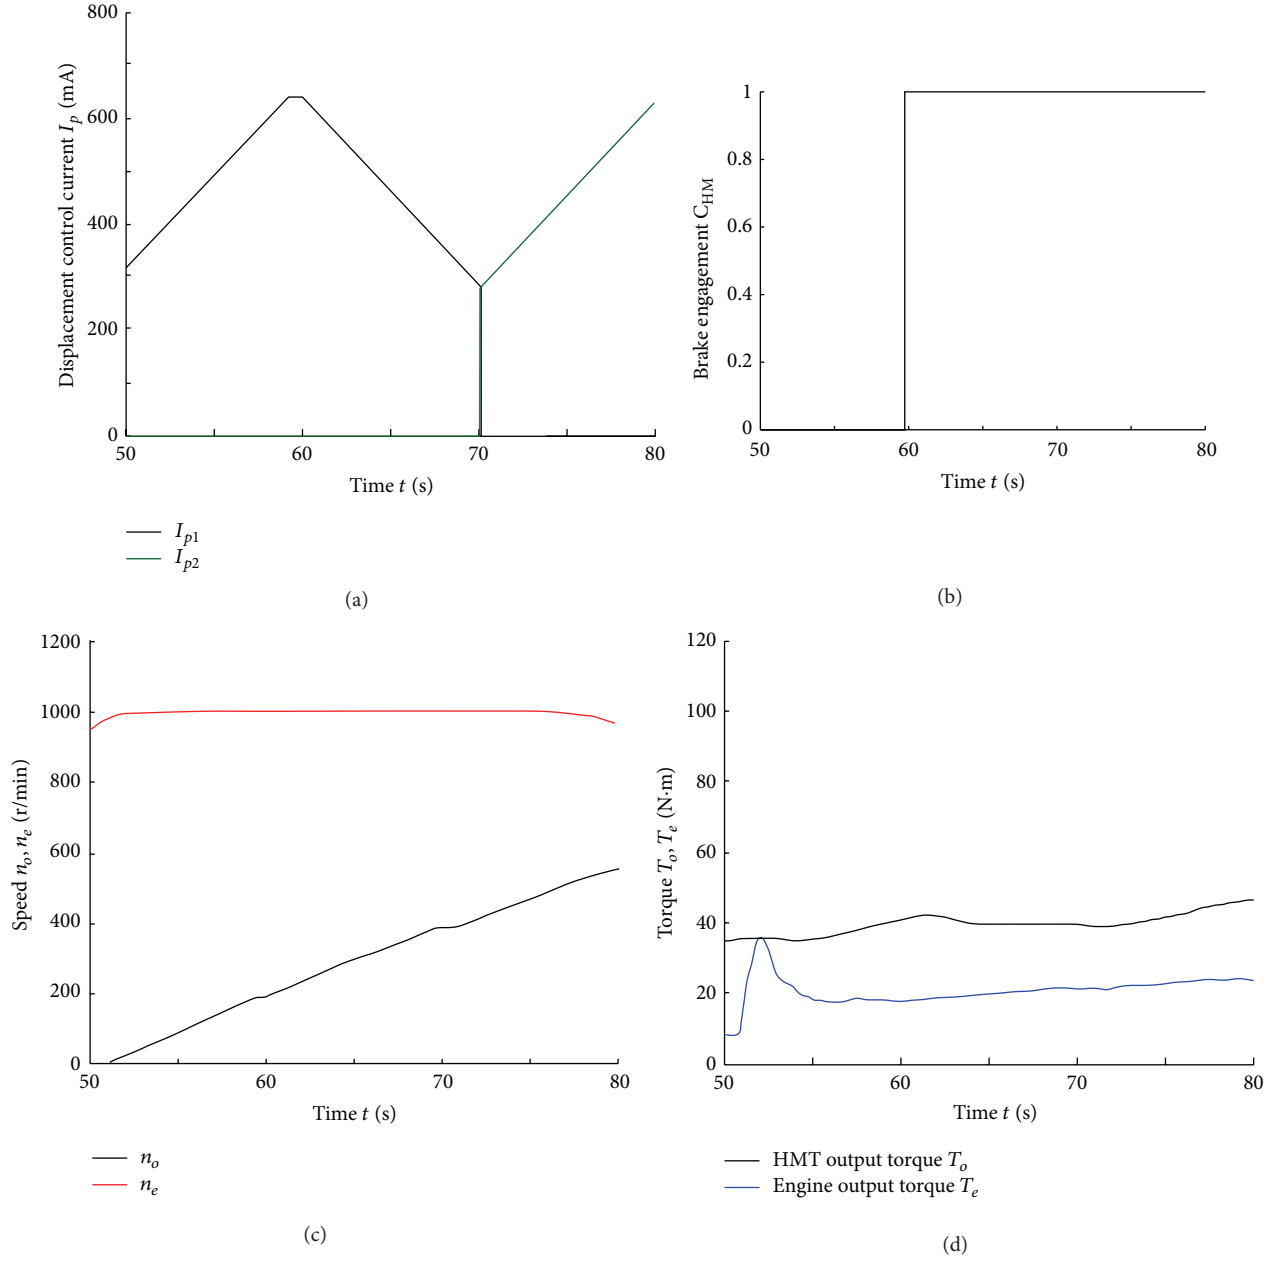 800
600
400
200
0
50
60
70
80
Displacement control current I_p (mA)
Time t (s)
I_p1
I_p2
(a)
1
0.8
0.6
0.4
0.2
0
50
60
70
80
Brake engagement C_HM
Time t (s)
(b)
1200
1000
800
600
400
200
0
50
60
70
80
Speed n_o, n_e (r/min)
Time t (s)
n_o
n_e
(c)
120
100
80
60
40
20
0
50
60
70
80
Torque T_o, T_e (N·m)
Time t (s)
HMT output torque T_o
Engine output torque T_e
(d)